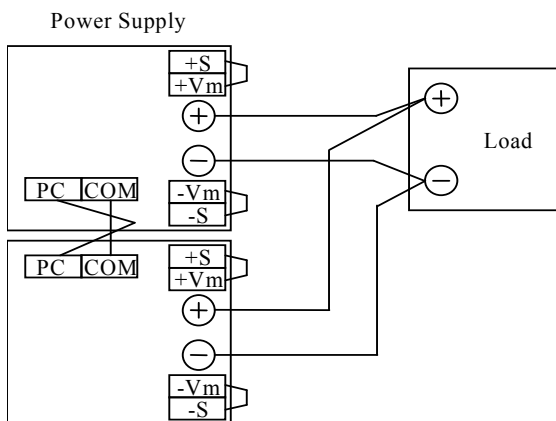 Power Supply
+S
+Vm
+
−
-Vm
-S
PC COM
+
Load
−
PC COM
+S
+Vm
+
−
-Vm
-S